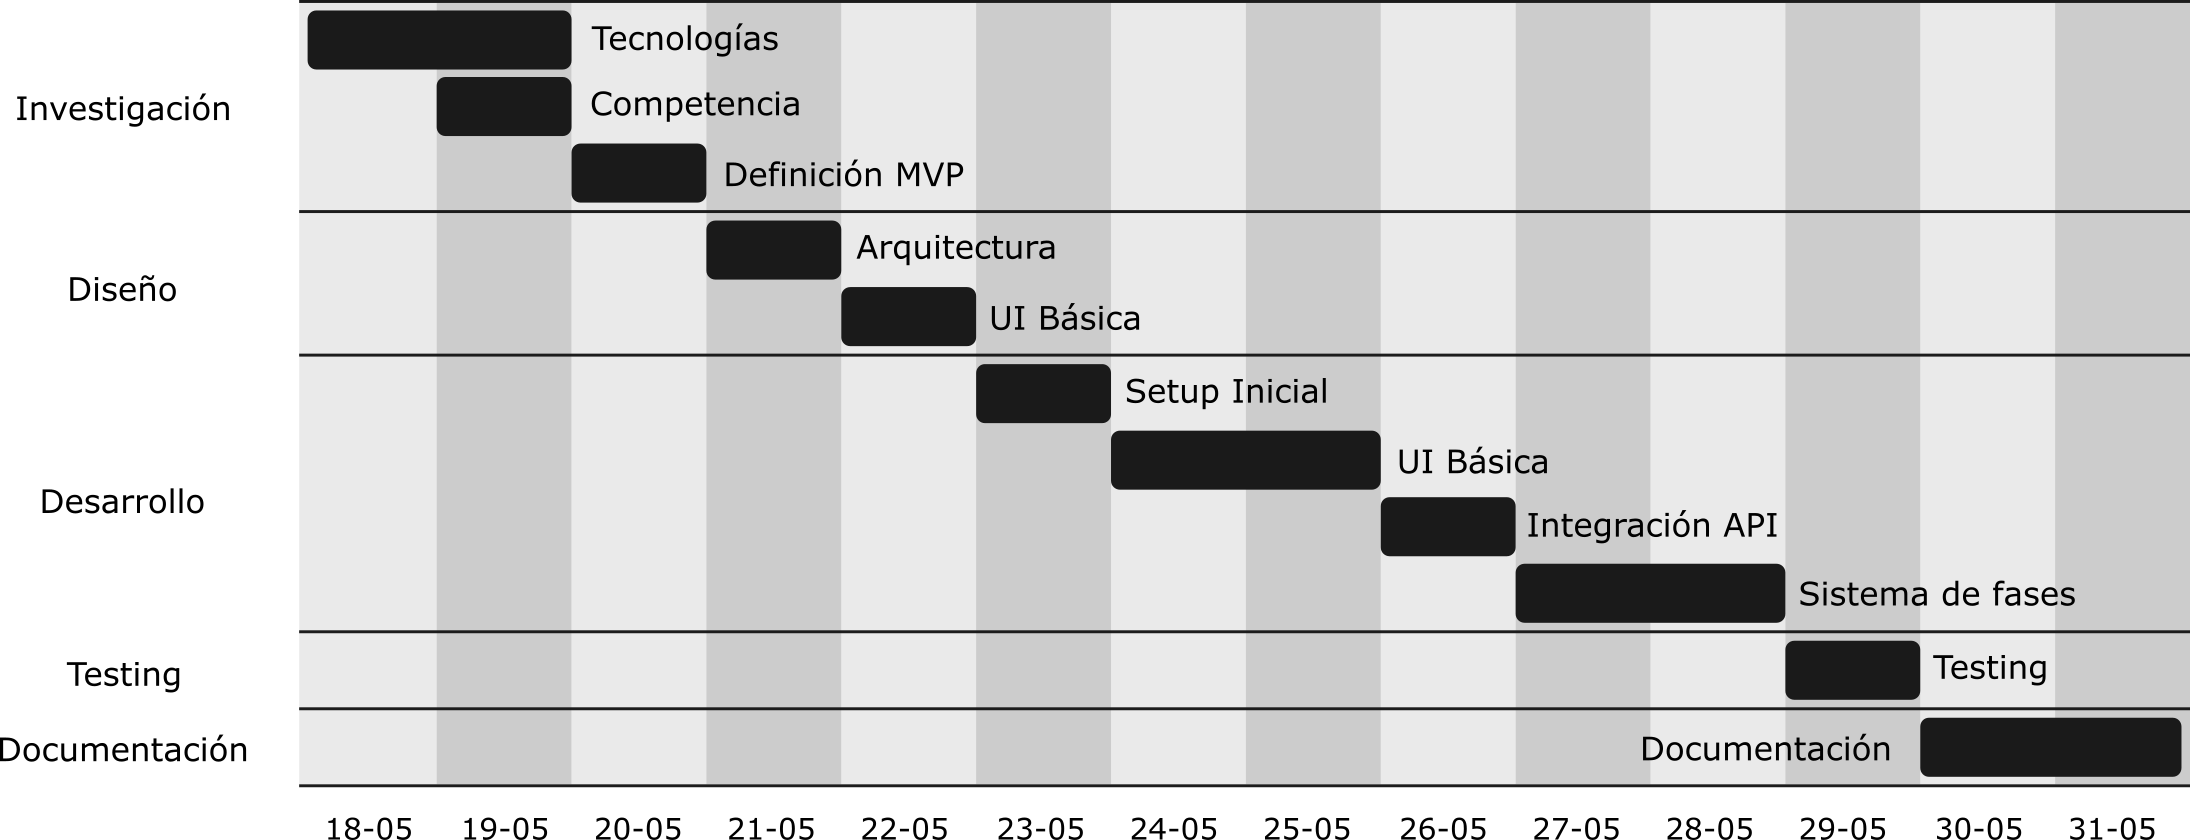 Tecnologías
Competencia
Investigación
Definición MVP
Arquitectura
Diseño
UI Básica
Setup Inicial
UI Básica
Desarrollo
Integración API
Sistema de fases
Testing
Testing
Documentación
Documentación
18-05 19-05 20-05 21-05 22-05 23-05 24-05 25-05 26-05 27-05 28-05 29-05 30-05 31-05